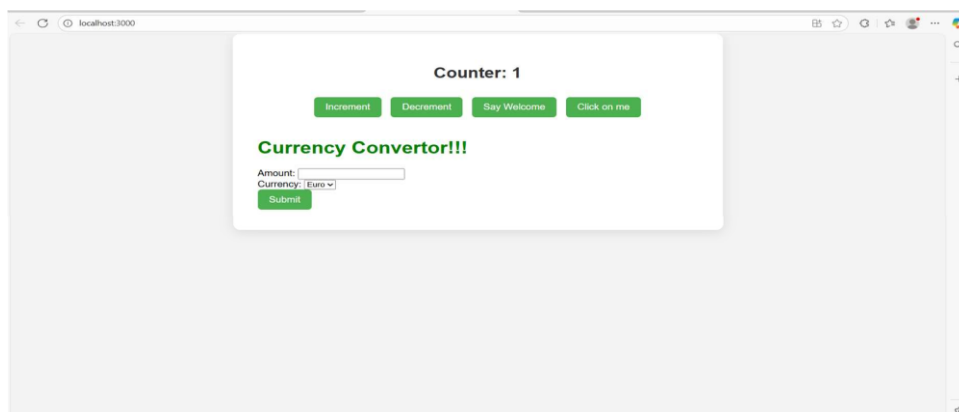 localhost:3000
Counter: 1
Increment Decrement Say Welcome Click on me
Currency Convertor!!!
Amount:
Currency: Euro
Submit